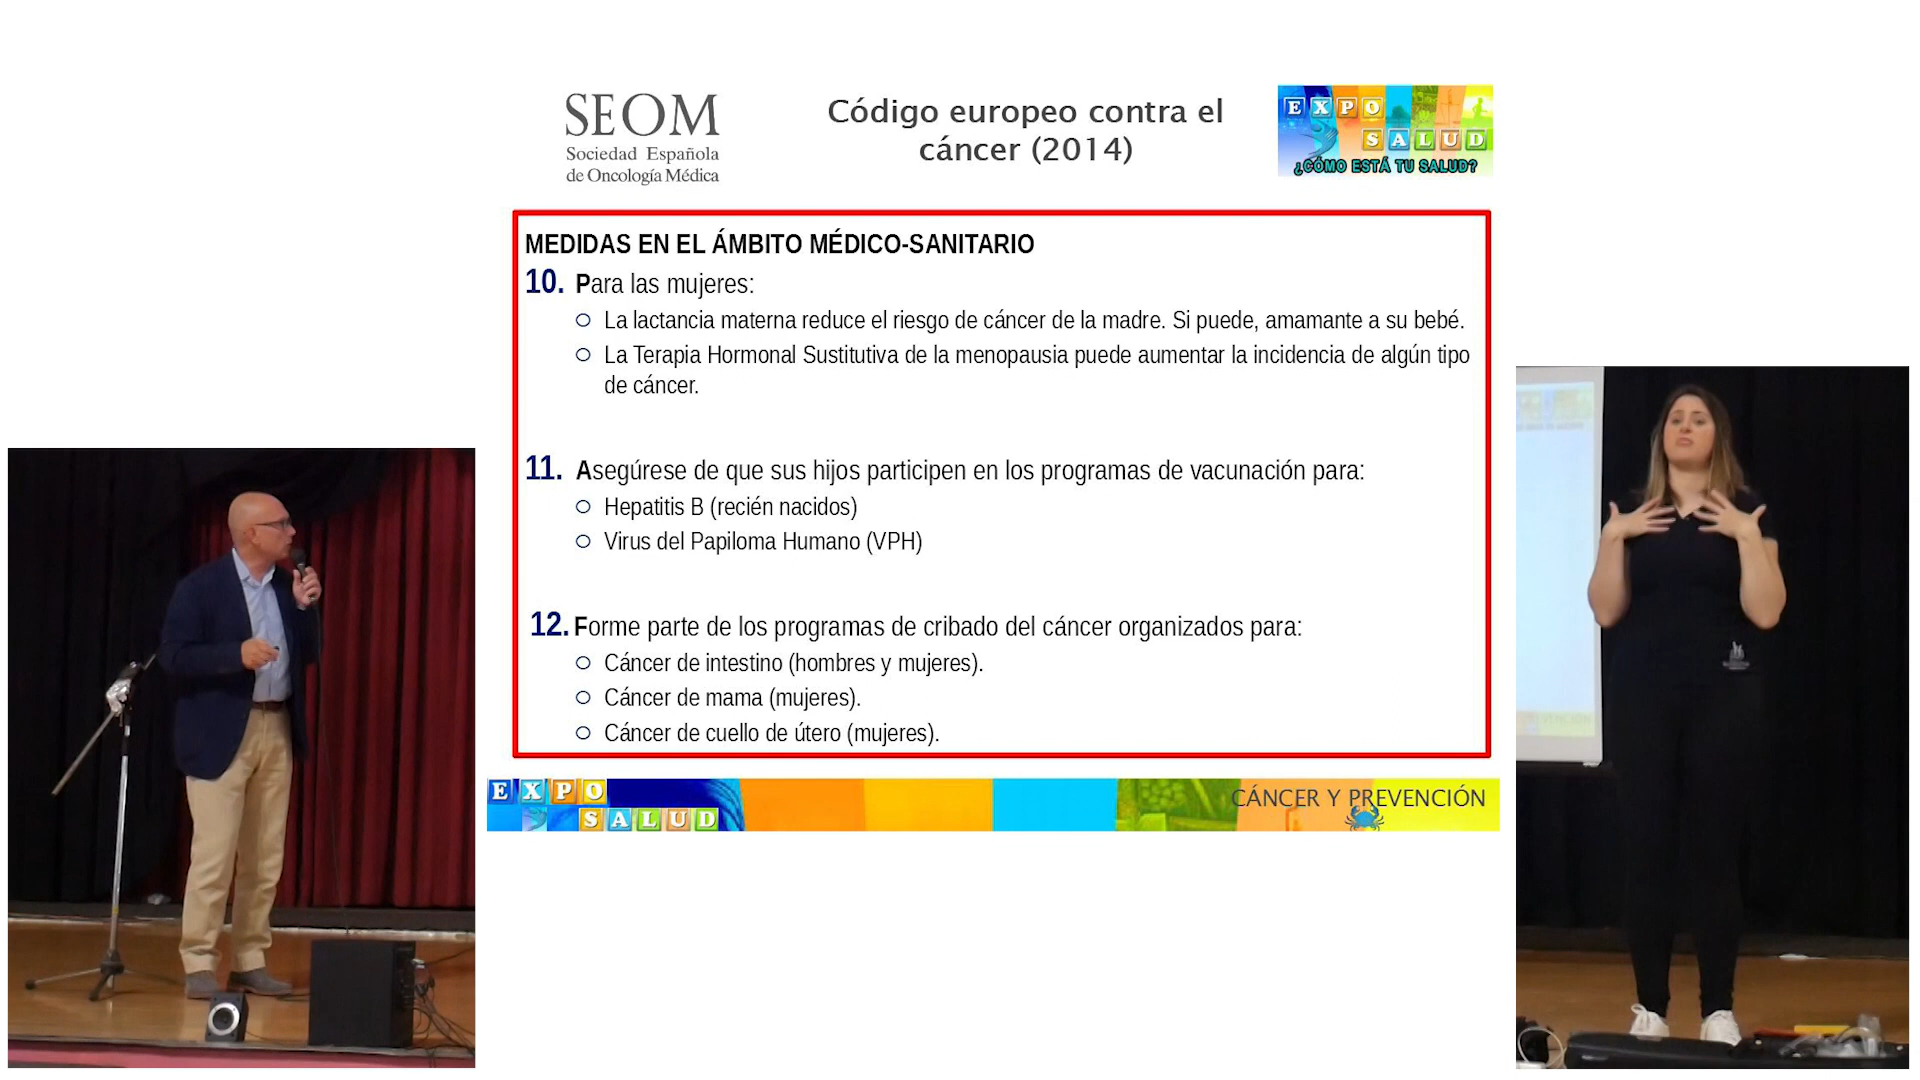 SEOM
Sociedad Española
de Oncología Médica
Código europeo contra el
cáncer (2014)
EXPO
SALUD
¿CÓMO ESTÁ TU SALUD?
MEDIDAS EN EL ÁMBITO MÉDICO-SANITARIO
10. Para las mujeres:
La lactancia materna reduce el riesgo de cáncer de la madre. Si puede, amamante a su bebé.
La Terapia Hormonal Sustitutiva de la menopausia puede aumentar la incidencia de algún tipo
de cáncer.
11. Asegúrese de que sus hijos participen en los programas de vacunación para:
Hepatitis B (recién nacidos)
Virus del Papiloma Humano (VPH)
12. Forme parte de los programas de cribado del cáncer organizados para:
Cáncer de intestino (hombres y mujeres).
Cáncer de mama (mujeres).
Cáncer de cuello de útero (mujeres).
EXPO
SALUD
CÁNCER Y PREVENCIÓN